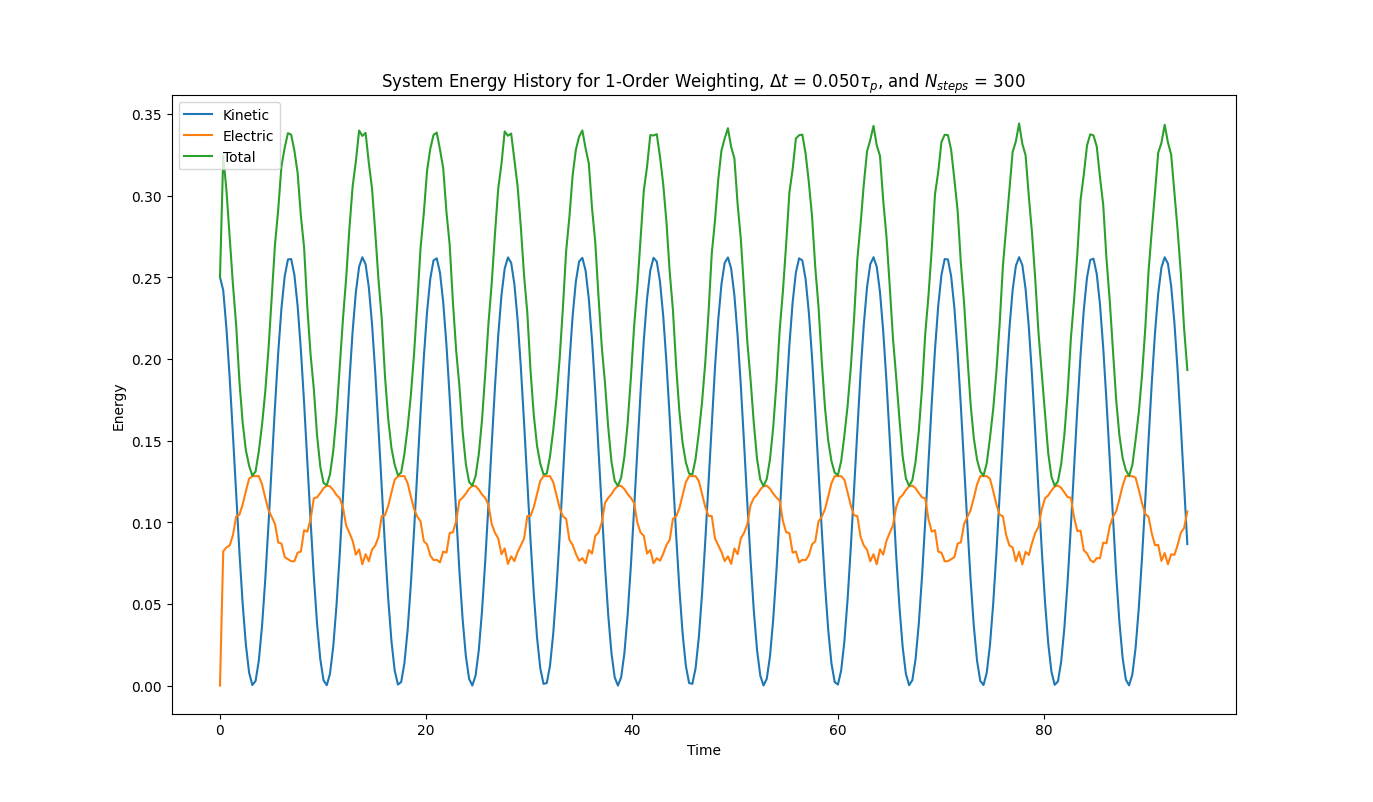 System Energy History for 1-Order Weighting, Δt = 0.050τ_p, and N_steps = 300
Kinetic
Electric
Total
Energy
0.35
0.30
0.25
0.20
0.15
0.10
0.05
0.00
0
20
40
60
80
Time